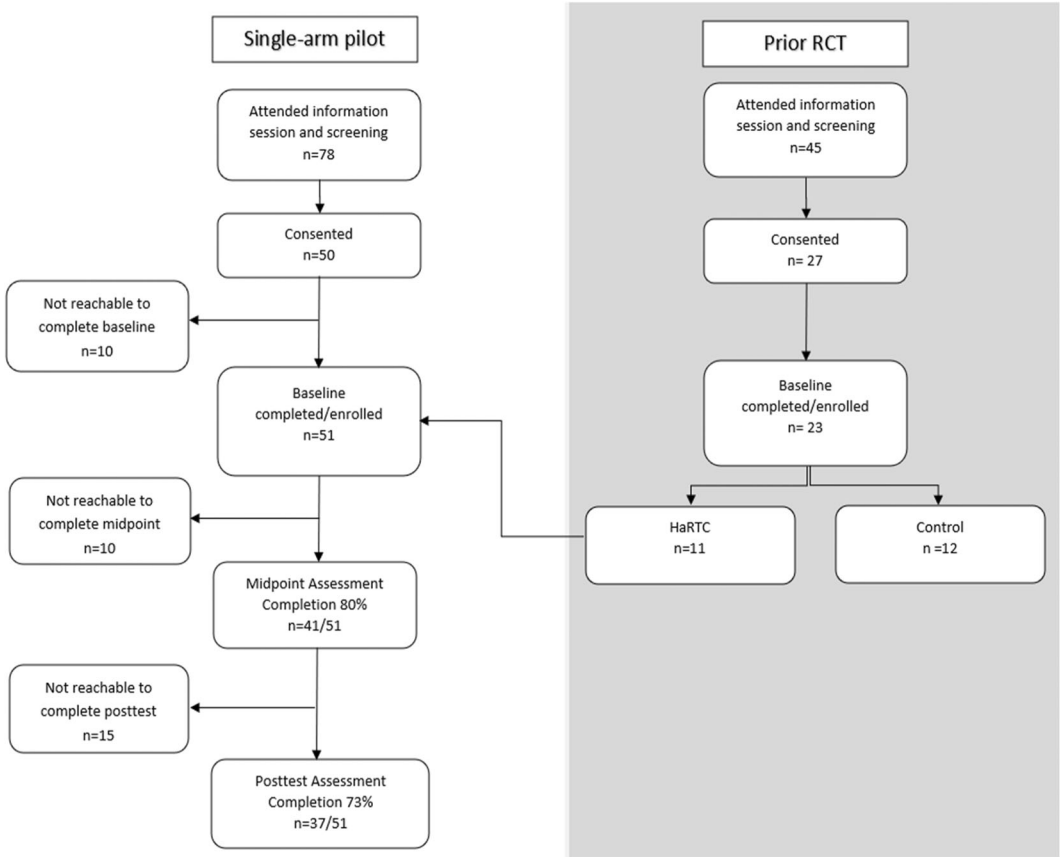 Single-arm pilot
Attended information
session and screening
n=78
Consented
n=50
Not reachable to
complete baseline
n=10
Baseline
completed/enrolled
n=51
Not reachable to
complete midpoint
n=10
Midpoint Assessment
Completion 80%
n=41/51
Not reachable to
complete posttest
n=15
Posttest Assessment
Completion 73%
n=37/51
Prior RCT
Attended information
session and screening
n=45
Consented
n= 27
Baseline
completed/enrolled
n= 23
HaRTC
n=11
Control
n =12